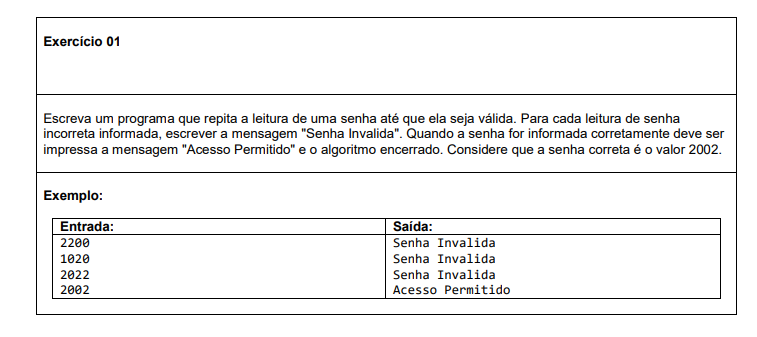 Exercício 01
Escreva um programa que repita a leitura de uma senha até que ela seja válida. Para cada leitura de senha
incorreta informada, escrever a mensagem "Senha Invalida". Quando a senha for informada corretamente deve ser
impressa a mensagem "Acesso Permitido" e o algoritmo encerrado. Considere que a senha correta é o valor 2002.
Exemplo:
Entrada: Saída:
2200 Senha Invalida
1020 Senha Invalida
2022 Senha Invalida
2002 Acesso Permitido